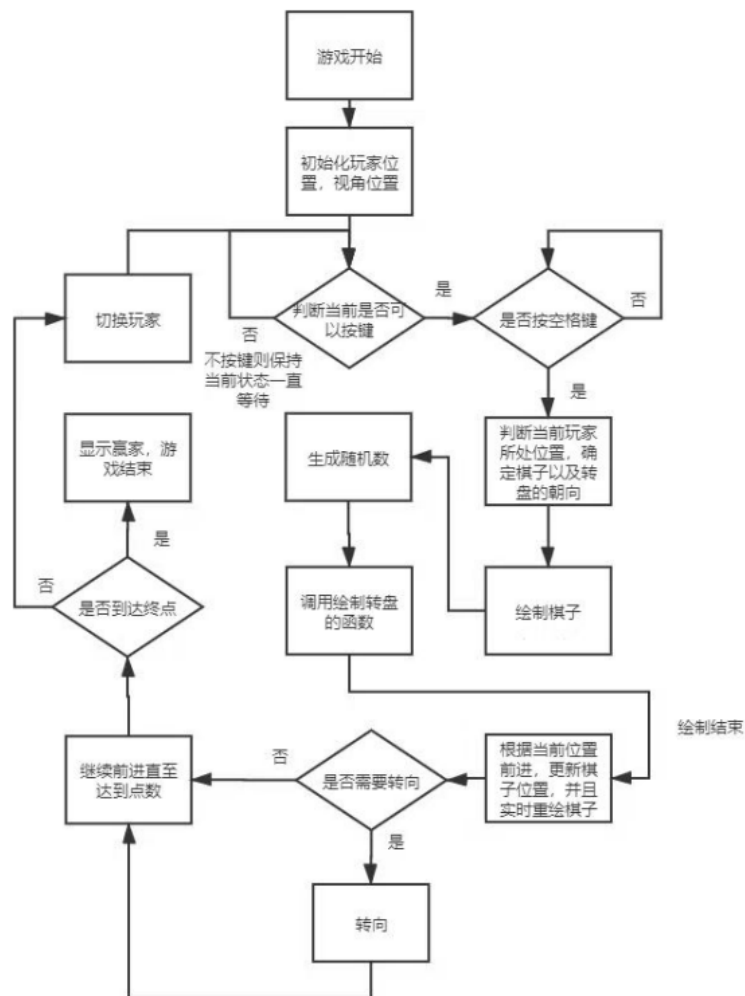 游戏开始
初始化玩家位
置，视角位置
切换玩家
判断当前是否可
以按键
是
是否按空格键
否
否
不按键则保持
当前状态一直
等待
是
显示赢家，游
戏结束
生成随机数
判断当前玩家
所处位置，确
定棋子以及转
盘的朝向
是
否
是否到达终点
调用绘制转盘
的函数
绘制棋子
绘制结束
继续前进直至
达到点数
否
是否需要转向
根据当前位置
前进，更新棋
子位置，并且
实时重绘棋子
是
转向